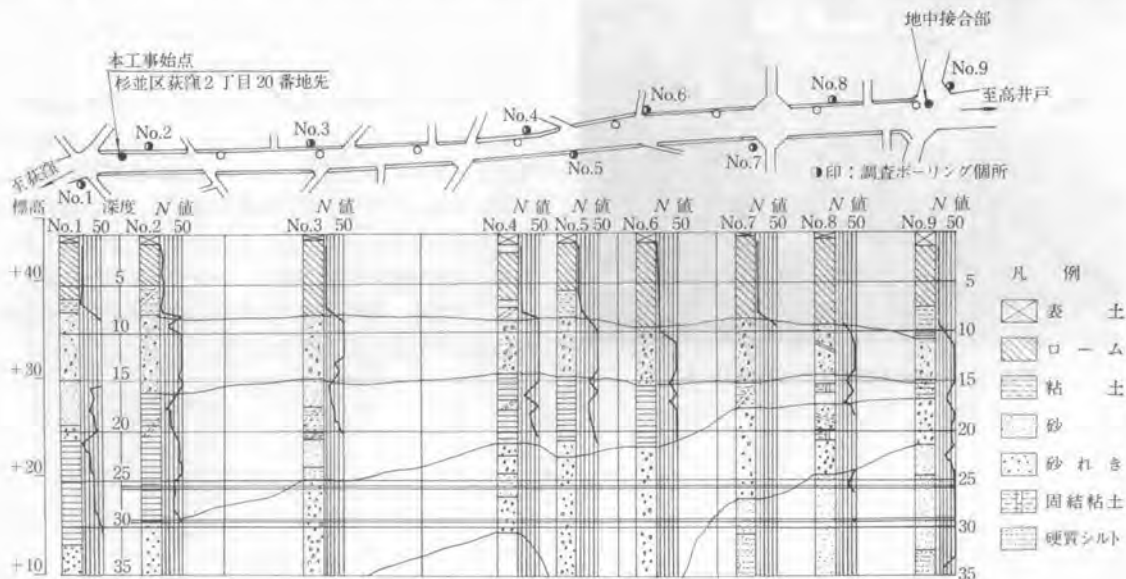 地中接合部
本工事始点
杉並区荻窪2丁目20番地先
No.9
No.8
No.6
至高井戸
No.4
No.3
No.2
No.5
No.7
至荻窪
No.1
◑印：調査ボーリング個所
標高 深度 N値 N値 N値 N値 N値 N値
No.1 50 No.2 50 No.3 50 No.4 50 No.5 50 No.6 50 No.7 50 No.8 50 No.9 50
+40
+30
+20
+10
5
10
15
20
25
30
35
5
10
15
20
25
30
35
凡例
表土
ローム
粘土
砂
砂れき
固結粘土
硬質シルト